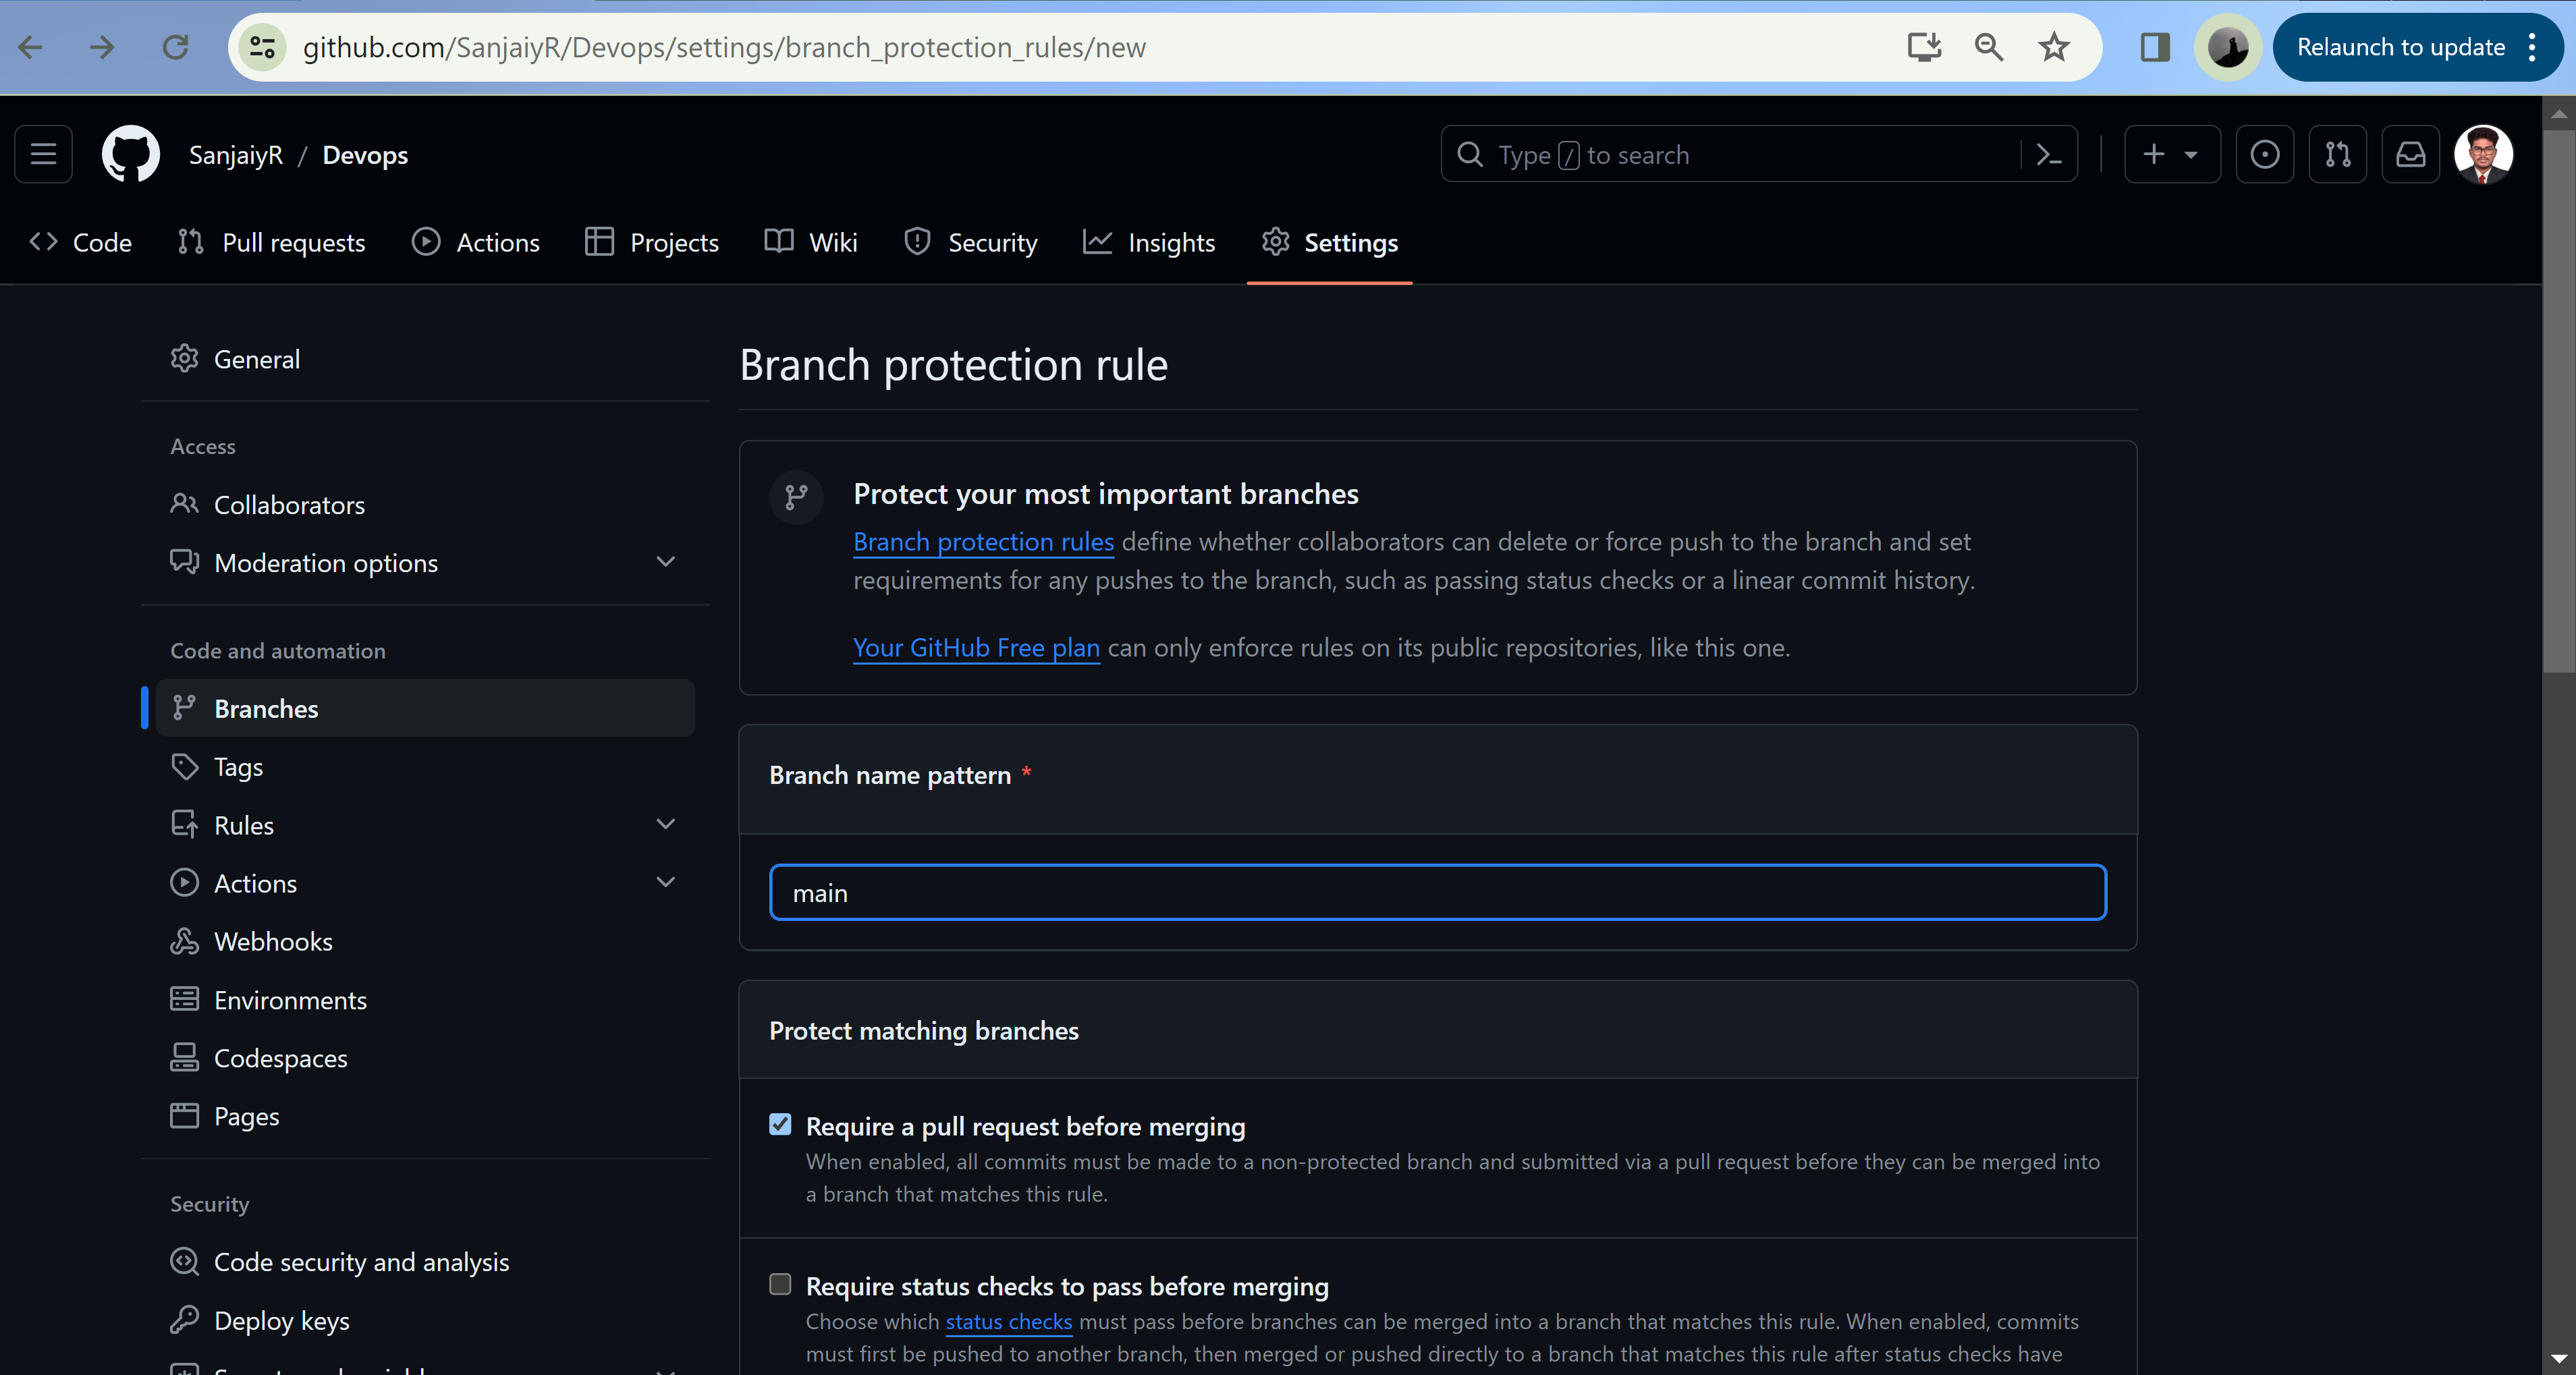 github.com/SanjaiyR/Devops/settings/branch_protection_rules/new
Relaunch to update
SanjaiyR / Devops
Type / to search
Code
Pull requests
Actions
Projects
Wiki
Security
Insights
Settings
General
Access
Collaborators
Moderation options
Code and automation
Branches
Tags
Rules
Actions
Webhooks
Environments
Codespaces
Pages
Security
Code security and analysis
Deploy keys
Branch protection rule
Protect your most important branches
Branch protection rules define whether collaborators can delete or force push to the branch and set
requirements for any pushes to the branch, such as passing status checks or a linear commit history.
Your GitHub Free plan can only enforce rules on its public repositories, like this one.
Branch name pattern *
main
Protect matching branches
Require a pull request before merging
When enabled, all commits must be made to a non-protected branch and submitted via a pull request before they can be merged into
a branch that matches this rule.
Require status checks to pass before merging
Choose which status checks must pass before branches can be merged into a branch that matches this rule. When enabled, commits
must first be pushed to another branch, then merged or pushed directly to a branch that matches this rule after status checks have